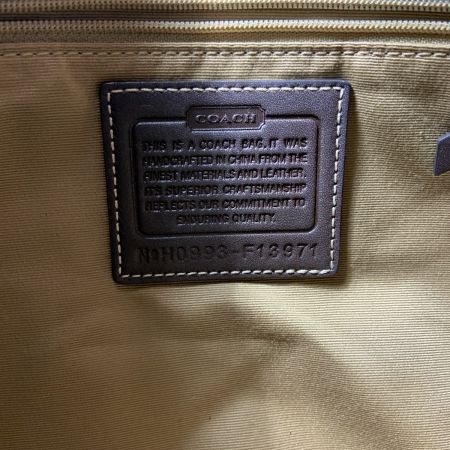 COACH
THIS IS A COACH BAG. IT WAS
HANDCRAFTED IN CHINA FROM THE
FINEST MATERIALS AND LEATHER.
ITS SUPERIOR CRAFTSMANSHIP
REFLECTS OUR COMMITMENT TO
ENDURING QUALITY.
Nº H0993-F13971